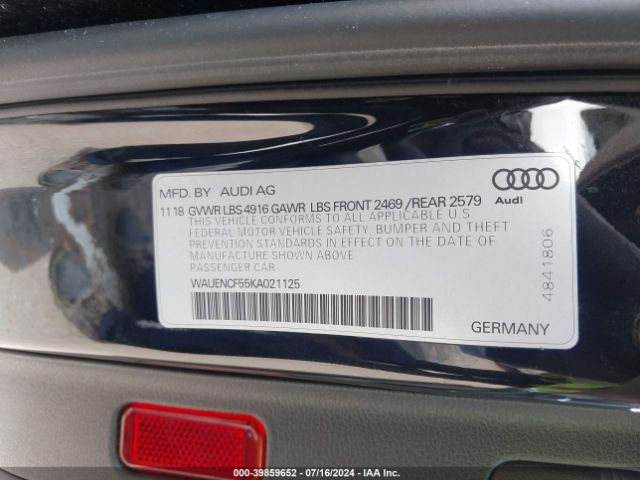 MFD. BY AUDI AG
11 18 GVWR LBS 4916 GAWR LBS FRONT 2469 /REAR 2579
THIS VEHICLE CONFORMS TO ALL APPLICABLE U S
FEDERAL MOTOR VEHICLE SAFETY, BUMPER AND THEFT
PREVENTION STANDARDS IN EFFECT ON THE DATE OF
MANUFACTURE SHOWN ABOVE
PASSENGER CAR
WAUENCF55KA021125
Audi
4841806
GERMANY
100-39859652 - 07/16/2024 - IAA Inc.